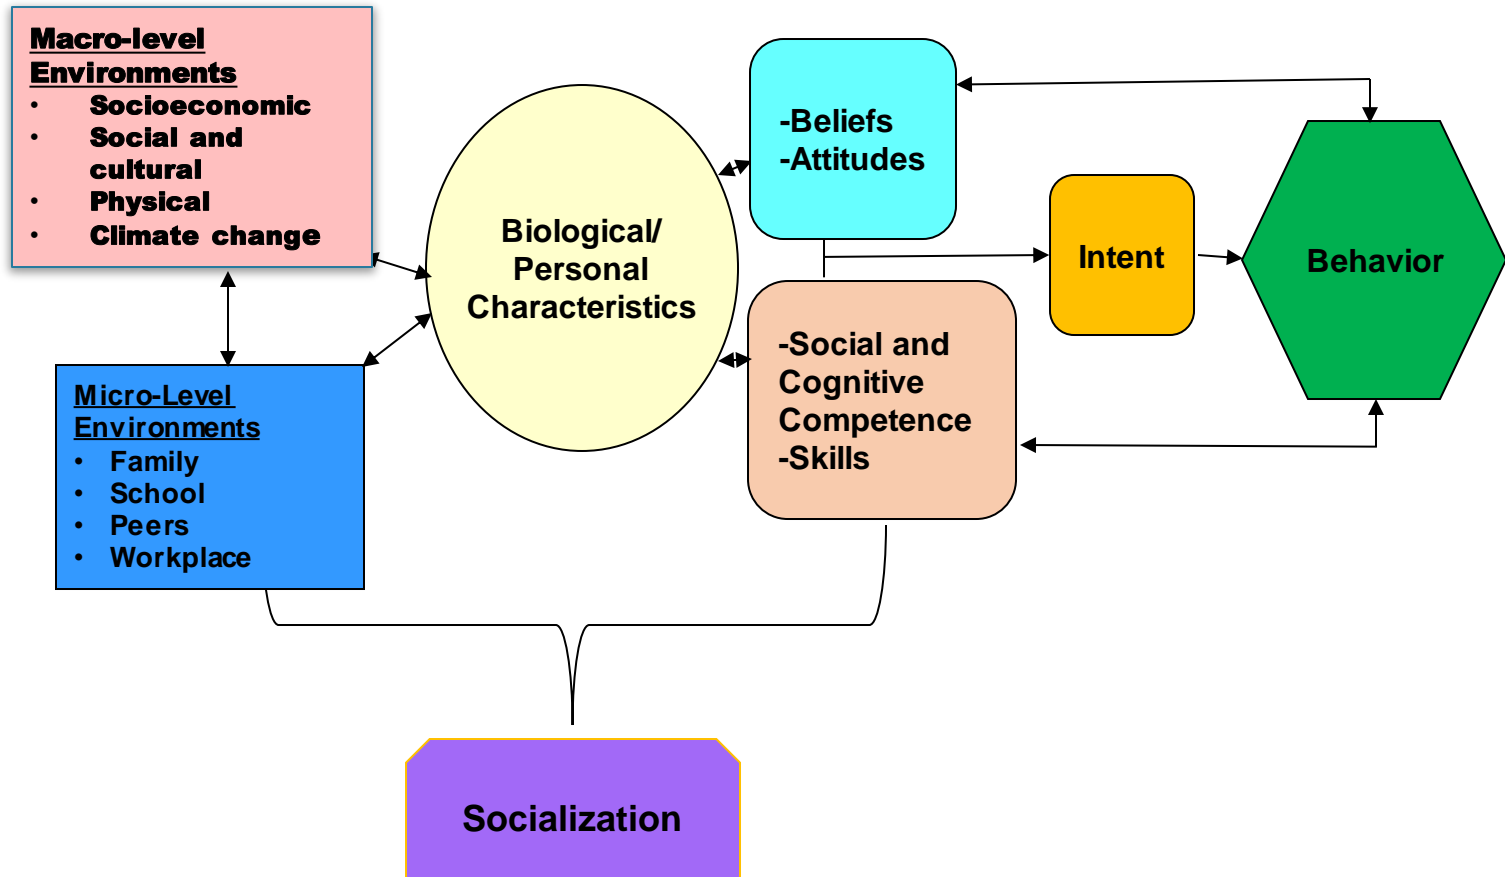 Macro-level
Environments
• Socioeconomic
• Social and
cultural
• Physical
• Climate change
Micro-Level
Environments
• Family
• School
• Peers
• Workplace
Biological/
Personal
Characteristics
-Beliefs
-Attitudes
-Social and
Cognitive
Competence
-Skills
Intent
Behavior
Socialization